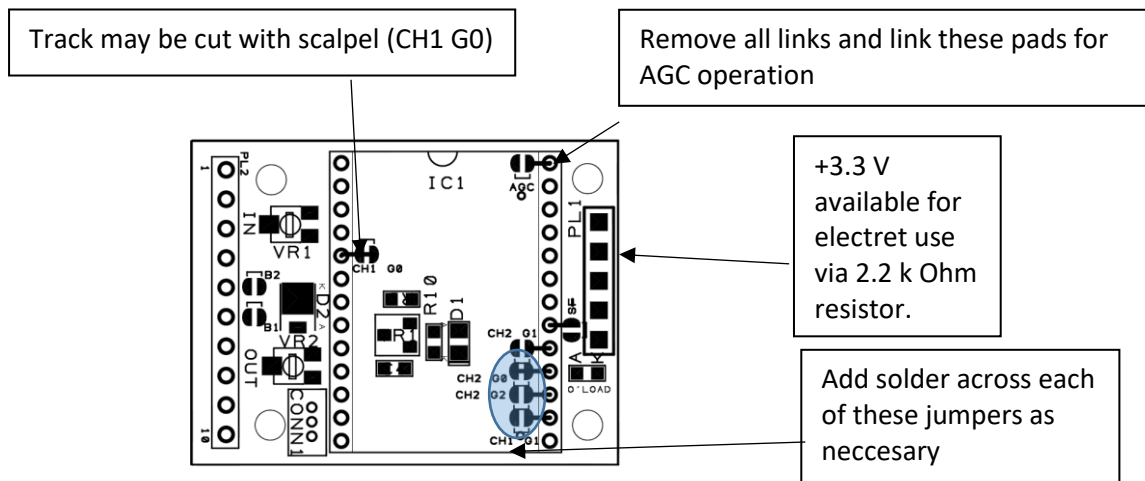 Track may be cut with scalpel (CH1 G0)
Remove all links and link these pads for
AGC operation
+3.3 V
available for
electret use
via 2.2 k Ohm
resistor.
Add solder across each
of these jumpers as
neccesary
1
PL2
IN
VR1
B2
B1
K
D2
A
VR2
OUT
CONN1
10
IC1
AGC
CH1 G0
R10
D1
PL1
SF
CH2 G1
CH2 G0
CH2 G2
CH1 G1
A
K
O'LOAD